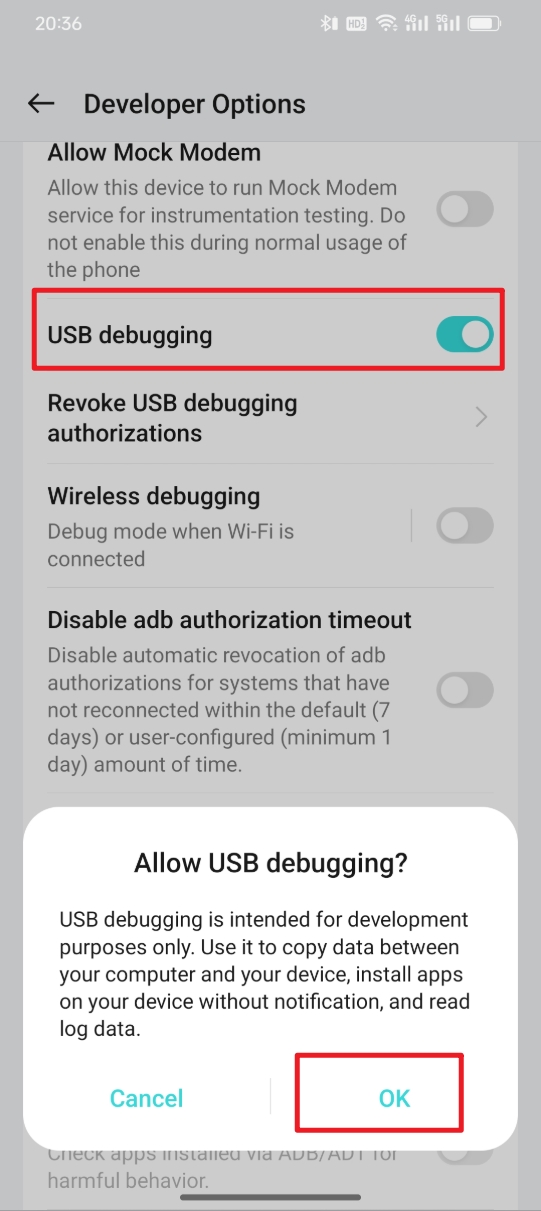 20:36
HD
4G
5G
Developer Options
Allow Mock Modem
Allow this device to run Mock Modem
service for instrumentation testing. Do
not enable this during normal usage of
the phone
USB debugging
Revoke USB debugging
authorizations
Wireless debugging
Debug mode when Wi-Fi is
connected
Disable adb authorization timeout
Disable automatic revocation of adb
authorizations for systems that have
not reconnected within the default (7
days) or user-configured (minimum 1
day) amount of time.
Allow USB debugging?
USB debugging is intended for development
purposes only. Use it to copy data between
your computer and your device, install apps
on your device without notification, and read
log data.
Cancel
OK
Check apps installed via ADB/ADT for
harmful behavior.